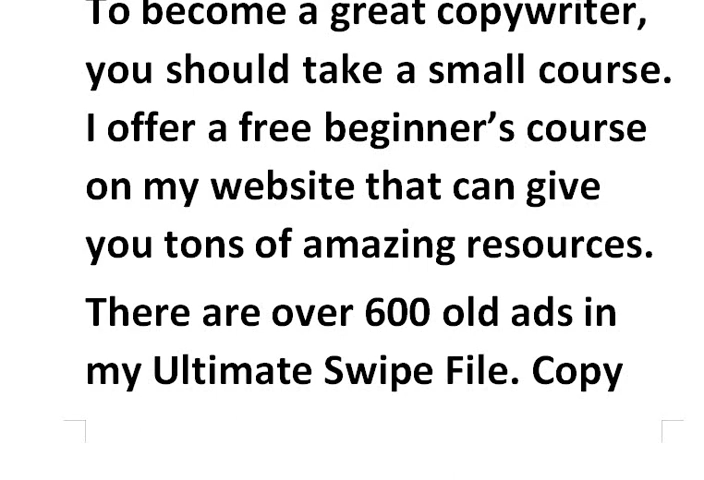 To become a great copywriter,
you should take a small course.
I offer a free beginner’s course
on my website that can give
you tons of amazing resources.
There are over 600 old ads in
my Ultimate Swipe File. Copy